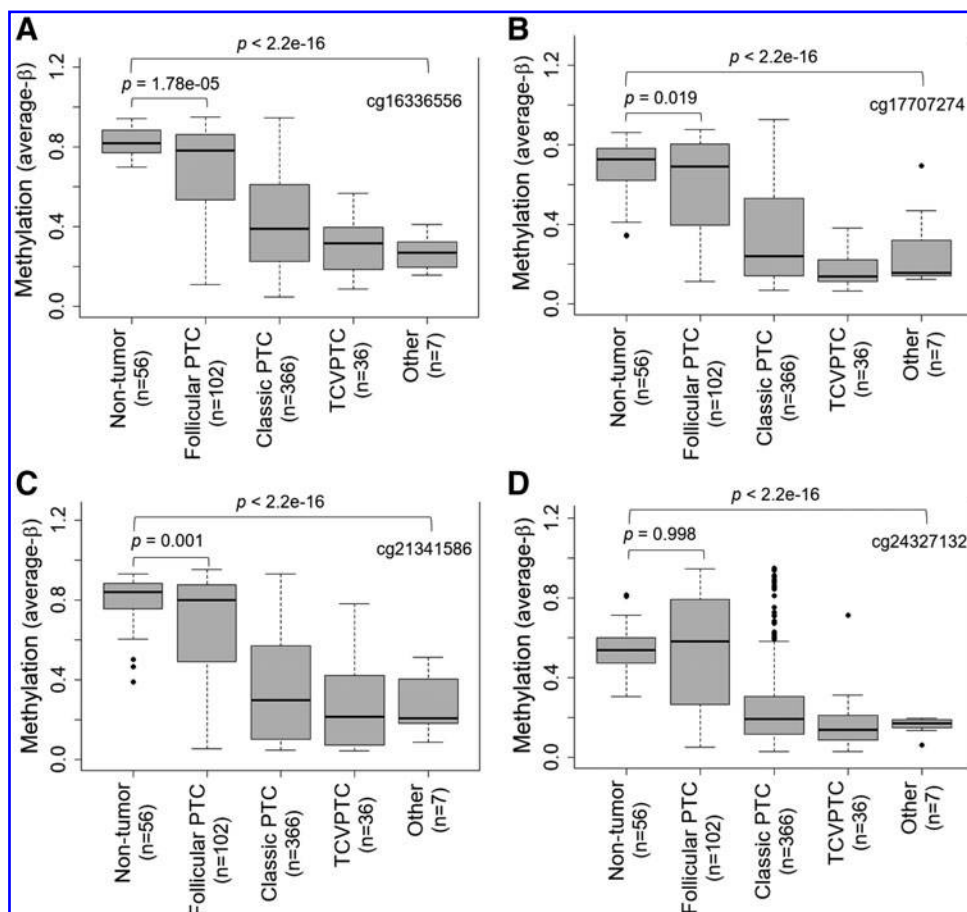 A
p < 2.2e-16
p = 1.78e-05
cg16336556
Methylation (average-β)
1.2
0.8
0.4
0.0
Non-tumor
(n=56)
Follicular PTC
(n=102)
Classic PTC
(n=366)
TCVPTC
(n=36)
Other
(n=7)
B
p < 2.2e-16
p = 0.019
cg17707274
Methylation (average-β)
1.2
0.8
0.4
0.0
Non-tumor
(n=56)
Follicular PTC
(n=102)
Classic PTC
(n=366)
TCVPTC
(n=36)
Other
(n=7)
C
p < 2.2e-16
p = 0.001
cg21341586
Methylation (average-β)
1.2
0.8
0.4
0.0
Non-tumor
(n=56)
Follicular PTC
(n=102)
Classic PTC
(n=366)
TCVPTC
(n=36)
Other
(n=7)
D
p < 2.2e-16
p = 0.998
cg24327132
Methylation (average-β)
1.2
0.8
0.4
0.0
Non-tumor
(n=56)
Follicular PTC
(n=102)
Classic PTC
(n=366)
TCVPTC
(n=36)
Other
(n=7)